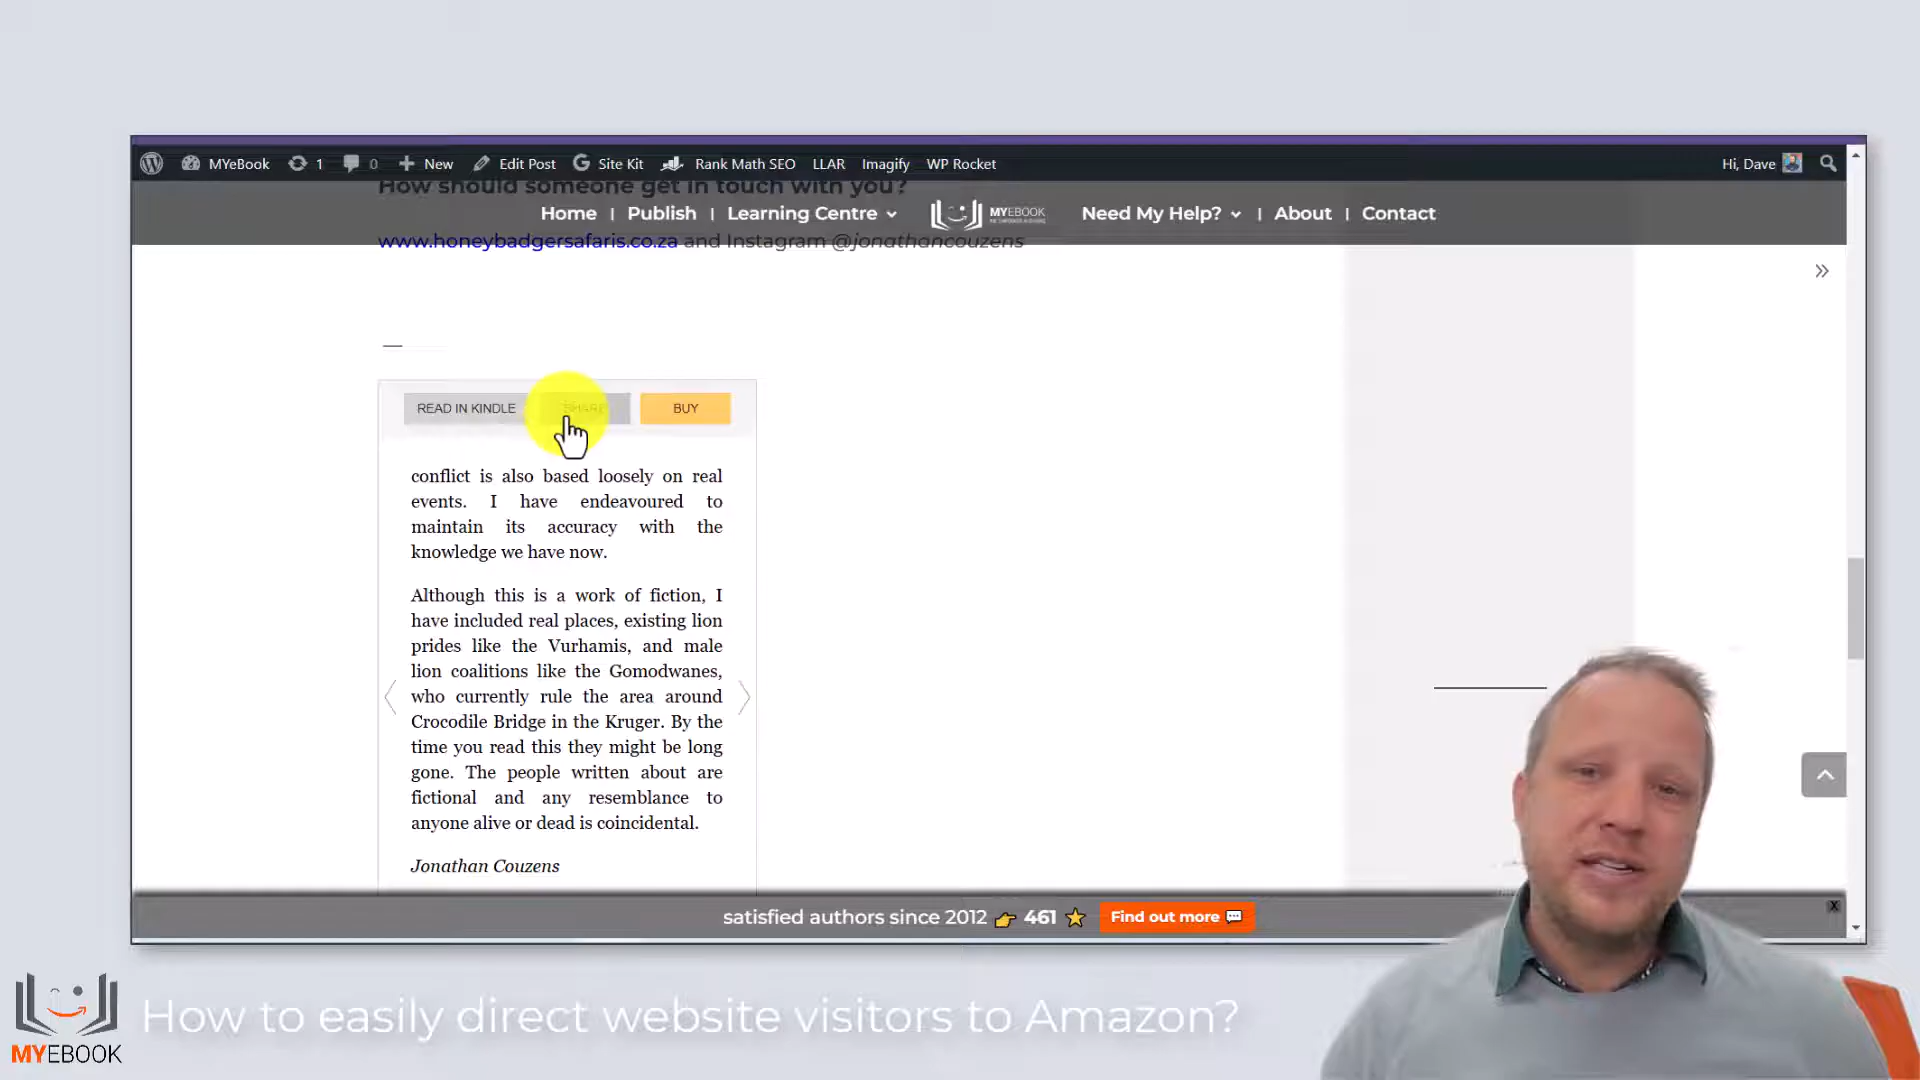 MYeBook 1 0 New Edit Post Site Kit Rank Math SEO LLAR Imagify WP Rocket Hi, Dave
How should someone get in touch with you?
Home | Publish | Learning Centre MYEBOOK Need My Help? | About | Contact
www.honeybadgersafaris.co.za and Instagram @jonathancouzens
READ IN KINDLE SHARE BUY
conflict is also based loosely on real
events. I have endeavoured to
maintain its accuracy with the
knowledge we have now.
Although this is a work of fiction, I
have included real places, existing lion
prides like the Vurhamis, and male
lion coalitions like the Gomodwanes,
who currently rule the area around
Crocodile Bridge in the Kruger. By the
time you read this they might be long
gone. The people written about are
fictional and any resemblance to
anyone alive or dead is coincidental.
Jonathan Couzens
satisfied authors since 2012 461 Find out more X
How to easily direct website visitors to Amazon?
MYEBOOK